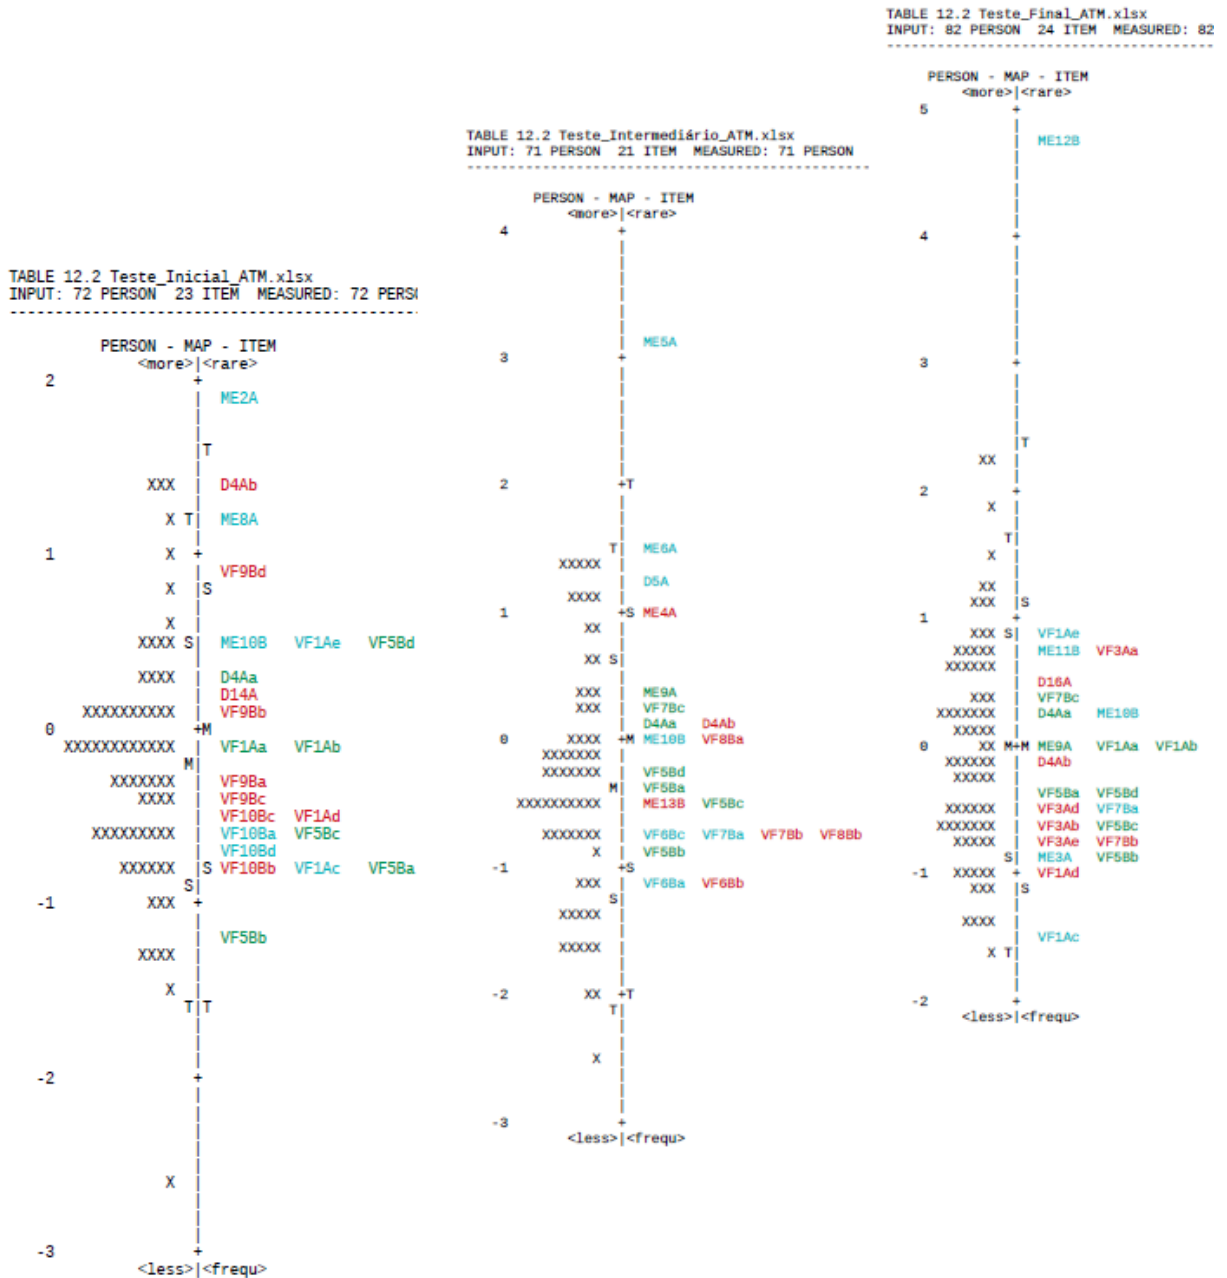 TABLE 12.2 Teste_Inicial_ATM.xlsx
INPUT: 72 PERSON 23 ITEM MEASURED: 72 PERS
--------------------------------------------
PERSON - MAP - ITEM
<more>|<rare>
2 +
| ME2A
|T
XXX | D4Ab
X T| ME8A
1 X +
| VF9Bd
X |S
X |
XXXX S| ME10B VF1Ae VF5Bd
XXXX | D4Aa
| D14A
XXXXXXXXXX | VF9Bb
0 +M
XXXXXXXXXXXX | VF1Aa VF1Ab
M|
XXXXXXX | VF9Ba
XXXX | VF9Bc
| VF10Bc VF1Ad
XXXXXXXXX | VF10Ba VF5Bc
| VF10Bd
XXXXXX |S VF10Bb VF1Ac VF5Ba
S|
-1 XXX +
| VF5Bb
XXXX |
X |
T|T
-2 +
X |
-3 +
<less>|<frequ>
TABLE 12.2 Teste_Intermediário_ATM.xlsx
INPUT: 71 PERSON 21 ITEM MEASURED: 71 PERSON
--------------------------------------------
PERSON - MAP - ITEM
<more>|<rare>
4 +
| ME5A
3 +
2 +T
T| ME6A
XXXXX |
| D5A
XXXX |
1 +S ME4A
XX |
XX S|
XXX | ME9A
XXX | VF7Bc
| D4Aa D4Ab
0 XXXX +M ME10B VF8Ba
XXXXXXX |
XXXXXXX | VF5Bd
M| VF5Ba
XXXXXXXXXX | ME13B VF5Bc
XXXXXXX | VF6Bc VF7Ba VF7Bb VF8Bb
X | VF5Bb
-1 +S
XXX | VF6Ba VF6Bb
S|
XXXXX |
XXXXX |
-2 XX +T
T|
X |
-3 +
<less>|<frequ>
TABLE 12.2 Teste_Final_ATM.xlsx
INPUT: 82 PERSON 24 ITEM MEASURED: 82
--------------------------------------------
PERSON - MAP - ITEM
<more>|<rare>
5 +
| ME12B
4 +
3 +
|T
XX |
2 +
X |
T|
X |
XX |
XXX |S
1 +
XXX S| VF1Ae
XXXXX | ME11B VF3Aa
XXXXXX |
| D16A
XXX | VF7Bc
XXXXXXX | D4Aa ME10B
XXXXX |
0 XX M+M ME9A VF1Aa VF1Ab
XXXXXX | D4Ab
XXXXX |
| VF5Ba VF5Bd
XXXXXX | VF3Ad VF7Ba
XXXXXXX | VF3Ab VF5Bc
XXXXX | VF3Ae VF7Bb
S| ME3A VF5Bb
-1 XXXXX + VF1Ad
XXX |S
XXXX |
| VF1Ac
X T|
-2 +
<less>|<frequ>